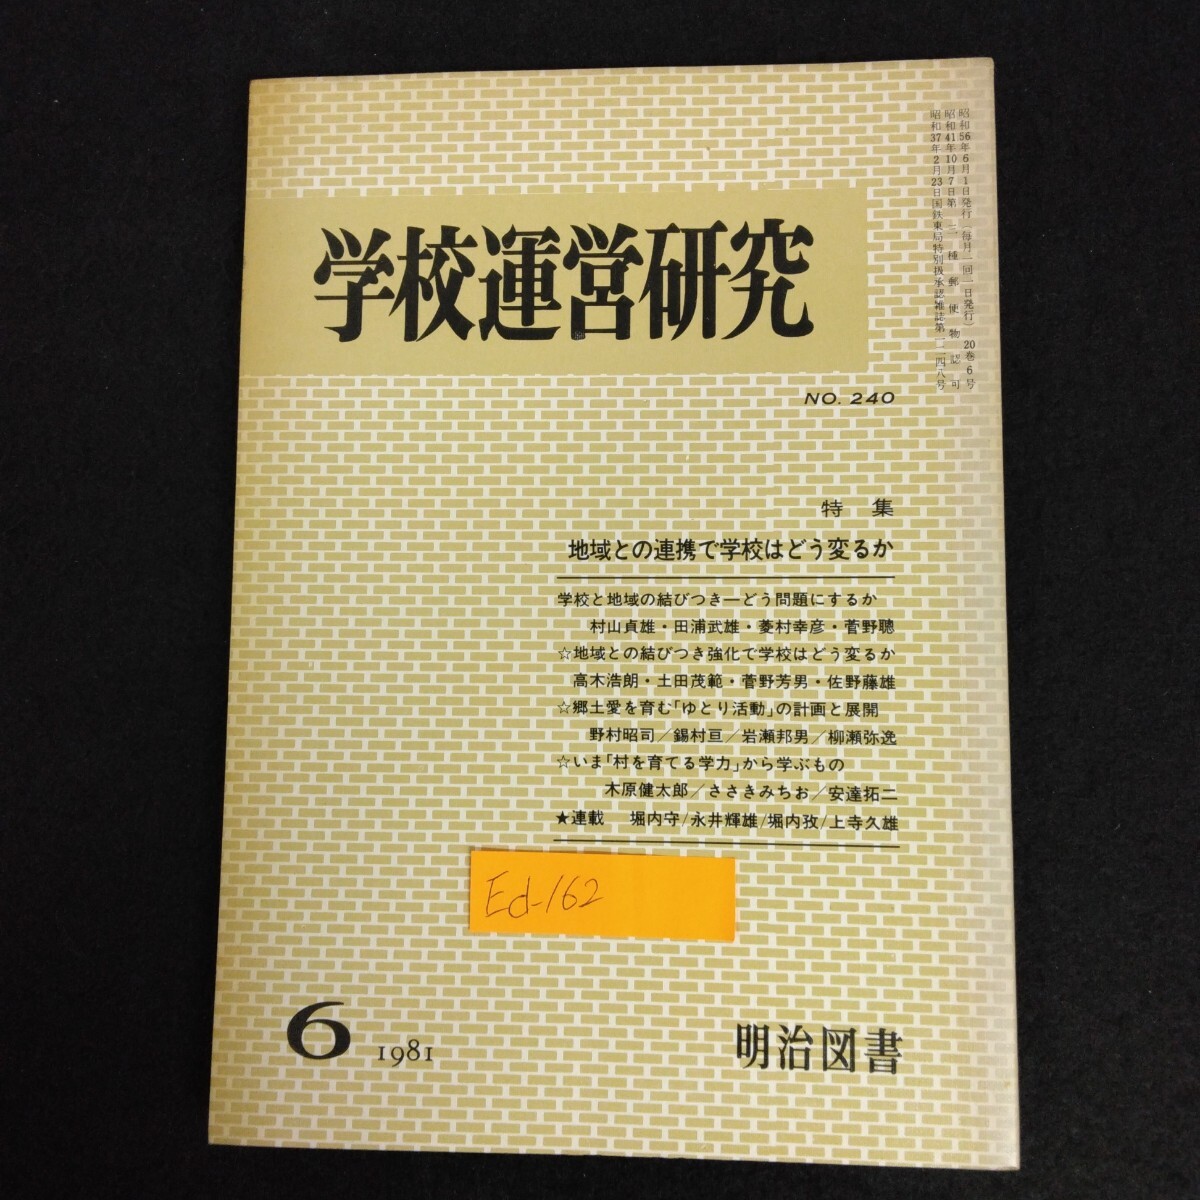 昭和56年6月1日発行（毎月一回一日発行）20巻6号
昭和41年10月7日第三種郵便物認可
昭和37年2月23日国鉄東局特別扱承認雑誌第一一四八号
学校運営研究
NO. 240
特集
地域との連携で学校はどう変るか
学校と地域の結びつき―どう問題にするか
村山貞雄・田浦武雄・菱村幸彦・菅野聰
☆地域との結びつき強化で学校はどう変るか
高木浩朗・土田茂範・菅野芳男・佐野藤雄
☆郷土愛を育む「ゆとり活動」の計画と展開
野村昭司／錫村亘／岩瀬邦男／柳瀬弥逸
☆いま「村を育てる学力」から学ぶもの
木原健太郎／ささきみちお／安達拓二
★連載 堀内守/永井輝雄/堀内孜/上寺久雄
Ed-162
6 1981
明治図書